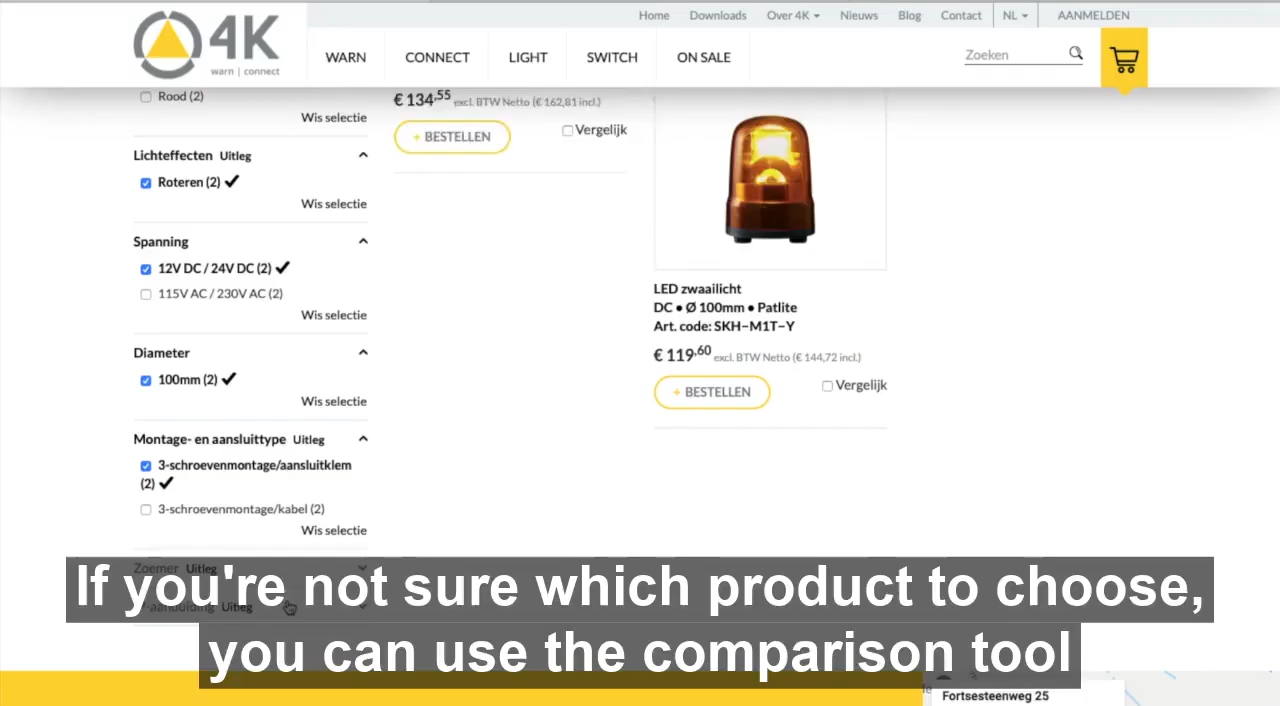 4K
warn | connect
Home Downloads Over 4K Nieuws Blog Contact NL AANMELDEN
WARN CONNECT LIGHT SWITCH ON SALE
Zoeken
Rood (2)
Wis selectie
Lichteffecten Uitleg
Roteren (2)
Wis selectie
Spanning
12V DC / 24V DC (2)
115V AC / 230V AC (2)
Wis selectie
Diameter
100mm (2)
Wis selectie
Montage- en aansluittype Uitleg
3-schroevenmontage/aansluitklem
(2)
3-schroevenmontage/kabel (2)
Wis selectie
Zoemer Uitleg
Uitleg
€ 134,55 excl. BTW Netto (€ 162,81 incl.)
+ BESTELLEN
Vergelijk
LED zwaailicht
DC • Ø 100mm • Patlite
Art. code: SKH-M1T-Y
€ 119,60 excl. BTW Netto (€ 144,72 incl.)
+ BESTELLEN
Vergelijk
If you're not sure which product to choose,
you can use the comparison tool
Fortsesteenweg 25